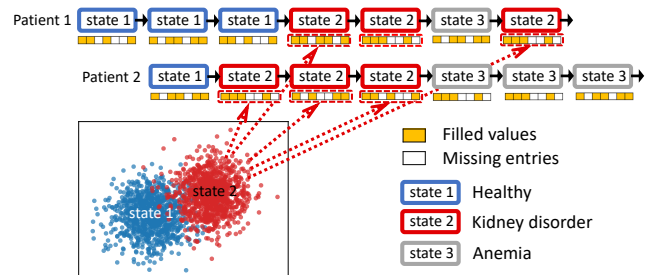 Patient 1 state 1 state 1 state 1 state 2 state 2 state 3 state 2
Patient 2 state 1 state 2 state 2 state 2 state 3 state 3 state 3
Filled values
Missing entries
state 1 state 2
state 1 Healthy
state 2 Kidney disorder
state 3 Anemia